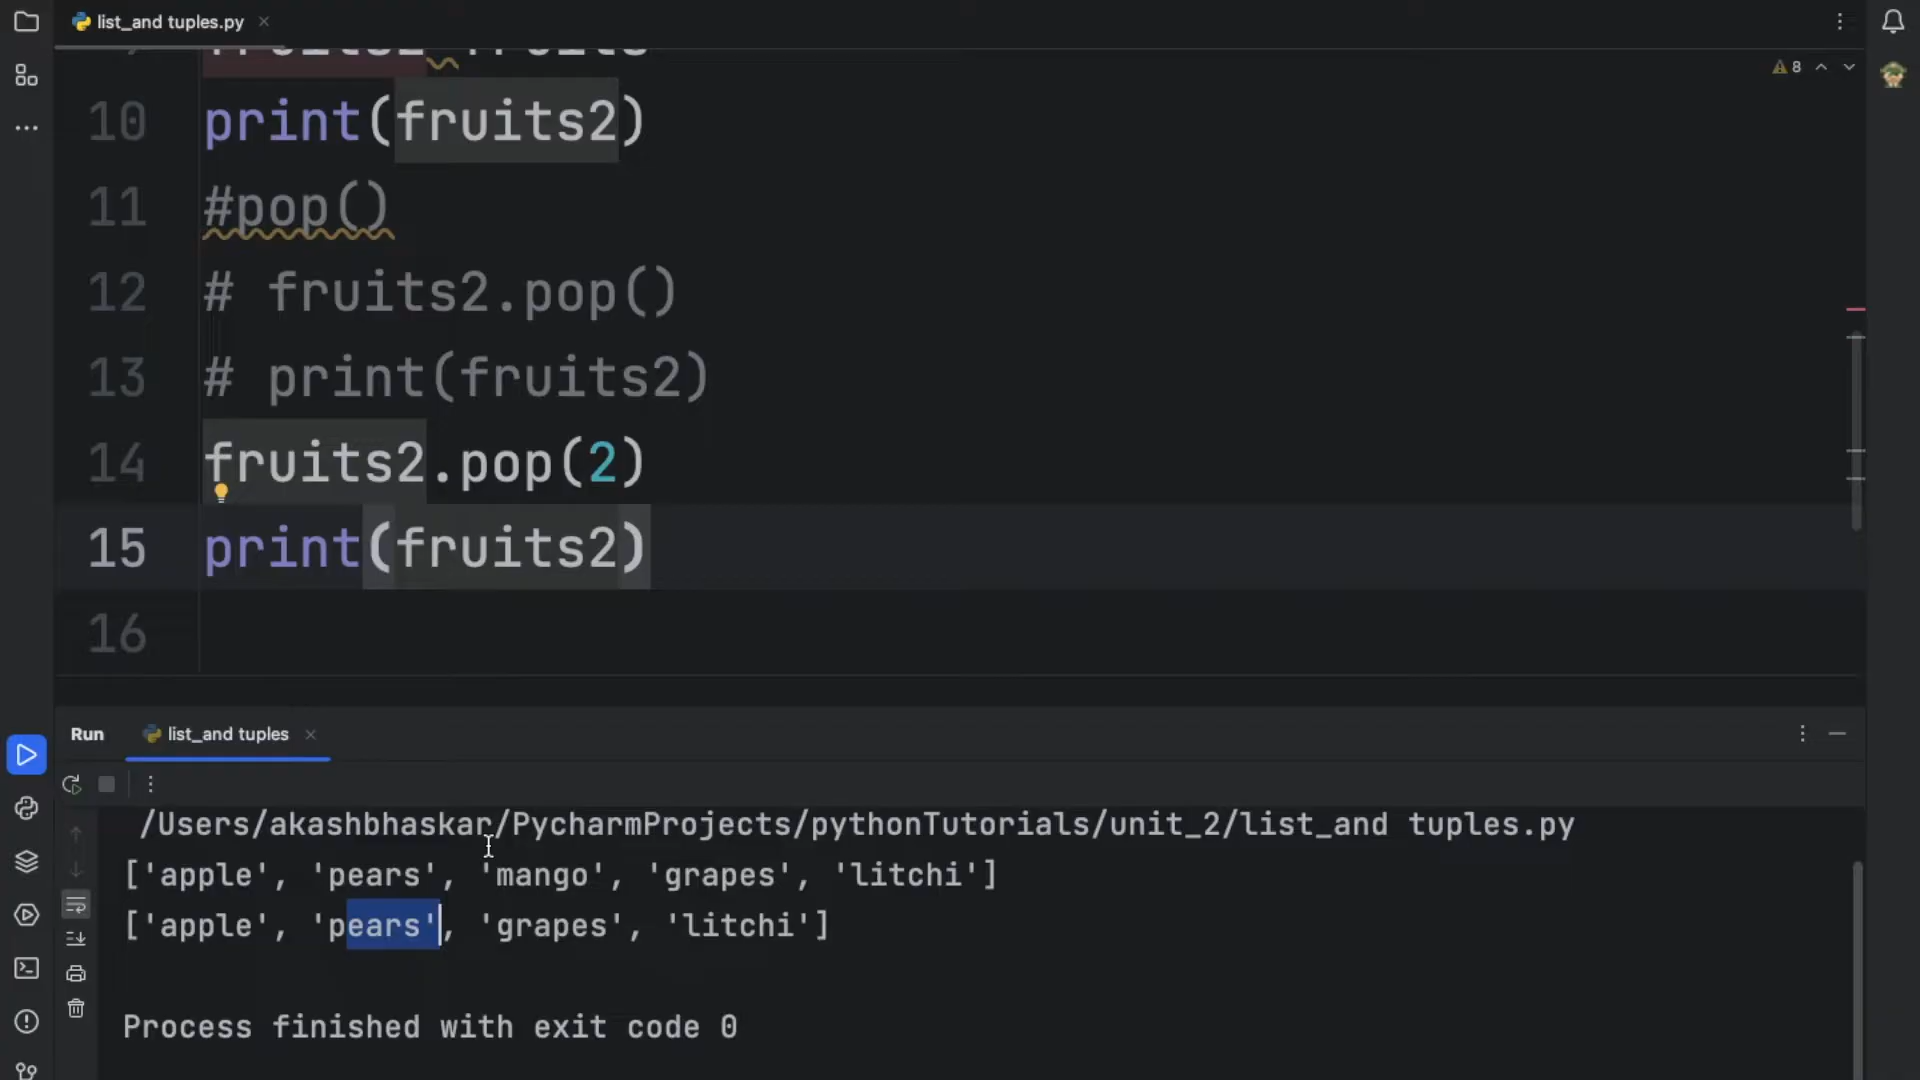 list_and tuples.py
8
10 print(fruits2)
11 #pop()
12 # fruits2.pop()
13 # print(fruits2)
14 fruits2.pop(2)
15 print(fruits2)
16
Run list_and tuples
/Users/akashbhaskar/PycharmProjects/pythonTutorials/unit_2/list_and tuples.py
['apple', 'pears', 'mango', 'grapes', 'litchi']
['apple', 'pears', 'grapes', 'litchi']
Process finished with exit code 0